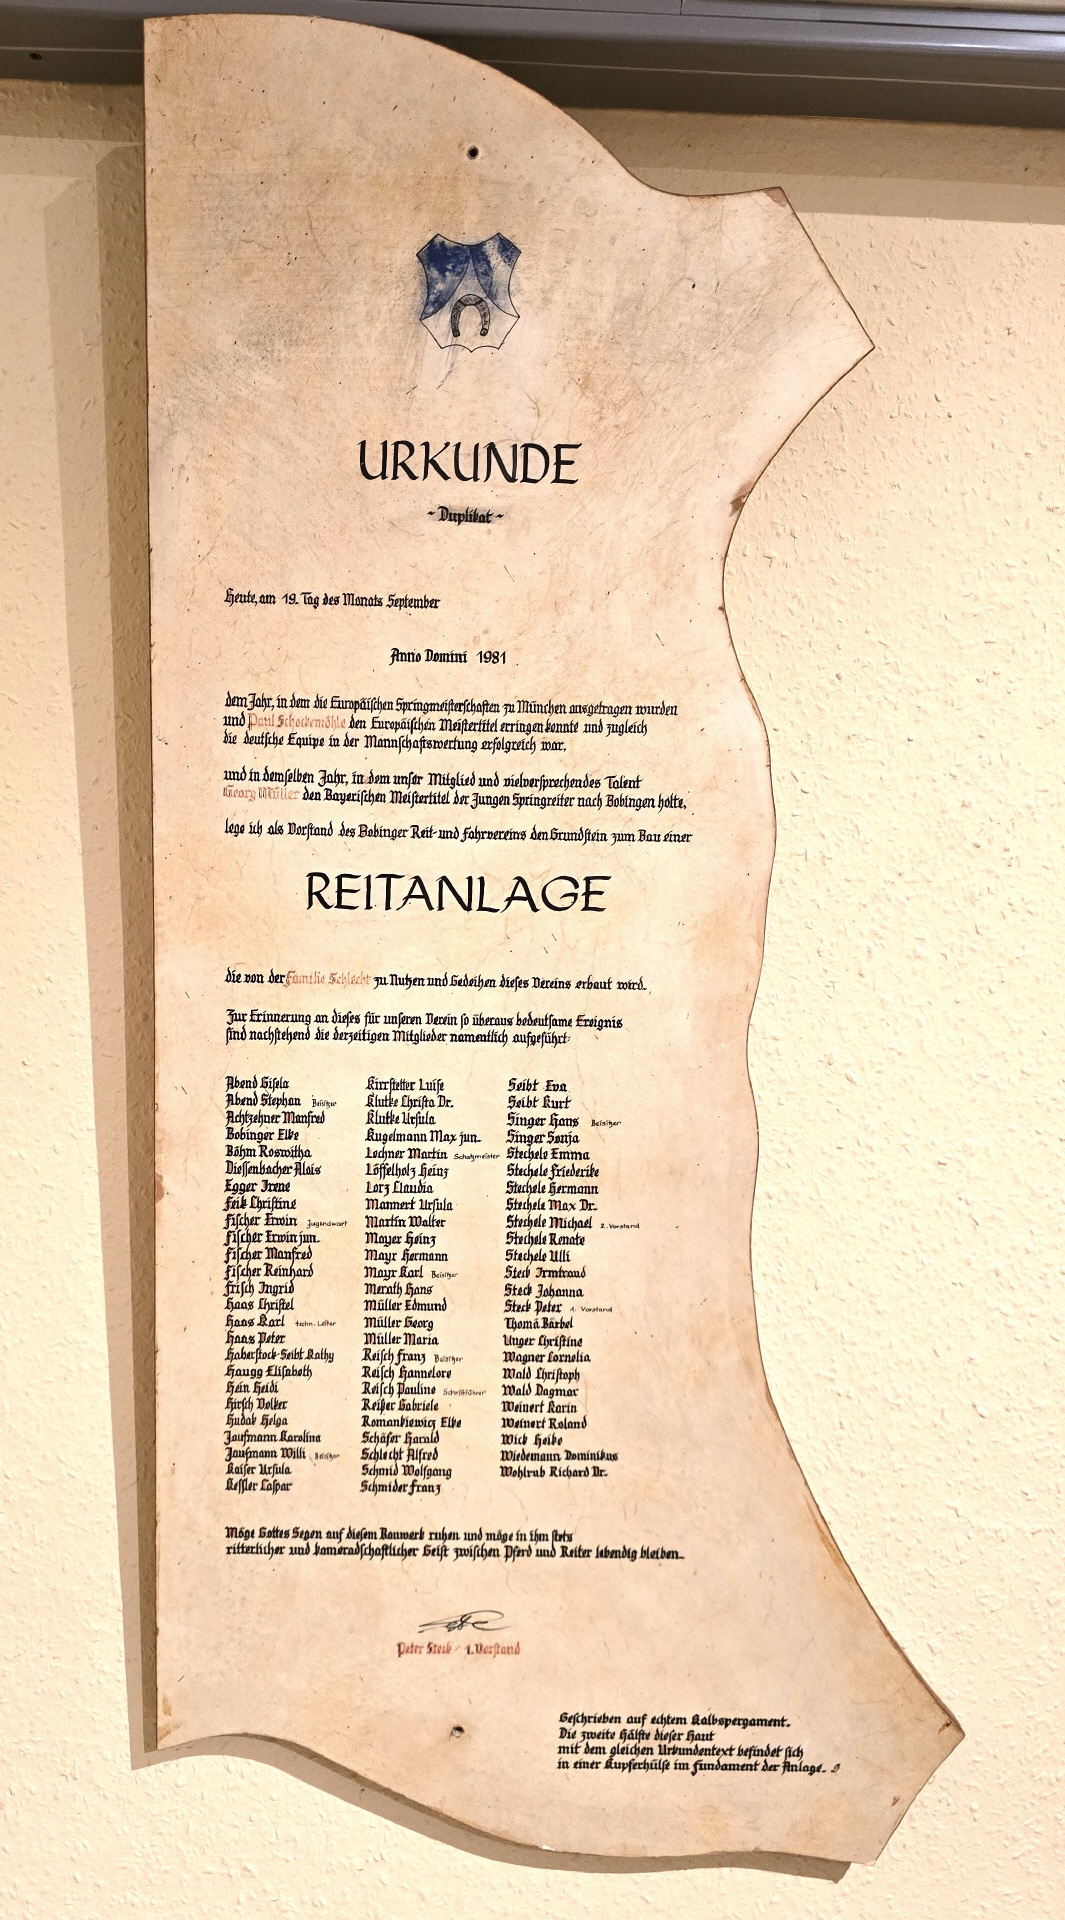 URKUNDE
~ Duplikat ~
Heute, am 19. Tag des Monats September
Anno Domini 1981
dem Jahr, in dem die Europäischen Springmeisterschaften zu München ausgetragen wurden
und Paul Schockemöhle den Europäischen Meistertitel erringen konnte und zugleich
die deutsche Equipe in der Mannschaftswertung erfolgreich war,
und in demselben Jahr, in dem unser Mitglied und vielversprechendes Talent
Georg Müller den Bayerischen Meistertitel der Jungen Springreiter nach Bobingen holte,
lege ich als Vorstand des Bobinger Reit- und Fahrvereins den Grundstein zum Bau einer
REITANLAGE
die von der Familie Schlecht zu Nutzen und Gedeihen dieses Vereins erbaut wird.
Zur Erinnerung an dieses für unseren Verein so überaus bedeutsame Ereignis
sind nachstehend die derzeitigen Mitglieder namentlich aufgeführt:
Abend Gisela
Abend Stephan Beisitzer
Achtzehner Manfred
Bobinger Elke
Böhm Roswitha
Diessenbacher Alois
Egger Irene
Feik Christine
Fischer Erwin Jugendwart
Fischer Erwin jun.
Fischer Manfred
Fischer Reinhard
Frisch Ingrid
Haas Christel
Haas Karl techn. Leiter
Haas Peter
Haberstock-Seibt Kathy
Haugg Elisabeth
Hein Heidi
Hirsch Volker
Hudak Helga
Jaufmann Karolina
Jaufmann Willi Beisitzer
Kaiser Ursula
Kessler Caspar
Kirrstetter Luise
Klutke Christa Dr.
Klutke Ursula
Kugelmann Max jun.
Lechner Martin Schatzmeister
Löffelholz Heinz
Lorz Claudia
Mannert Ursula
Martin Walter
Mayer Heinz
Mayr Hermann
Mayr Karl Beisitzer
Merath Hans
Müller Edmund
Müller Georg
Müller Maria
Reisch Franz Beisitzer
Reisch Hannelore
Reisch Pauline Schriftführer
Reißer Gabriele
Romankiewicz Elke
Schäfer Harald
Schlecht Alfred
Schmid Wolfgang
Schmider Franz
Seibt Eva
Seibt Kurt
Singer Hans Beisitzer
Singer Sonja
Stechele Emma
Stechele Friederike
Stechele Hermann
Stechele Max Dr.
Stechele Michael 2. Vorstand
Stechele Renate
Stechele Ulli
Steck Irmtraud
Steck Johanna
Steck Peter 1. Vorstand
Thomä Bärbel
Unger Christine
Wagner Cornelia
Wald Christoph
Wald Dagmar
Weinert Karin
Weinert Roland
Wick Heike
Wiedemann Dominikus
Wohlrub Richard Dr.
Möge Gottes Segen auf diesem Bauwerk ruhen und möge in ihm stets
ritterlicher und kameradschaftlicher Geist zwischen Pferd und Reiter lebendig bleiben.
Peter Steck - 1. Vorstand
Geschrieben auf echtem Kalbspergament.
Die zweite Hälfte dieser Haut
mit dem gleichen Urkundentext befindet sich
in einer Kupferhülse im Fundament der Anlage.